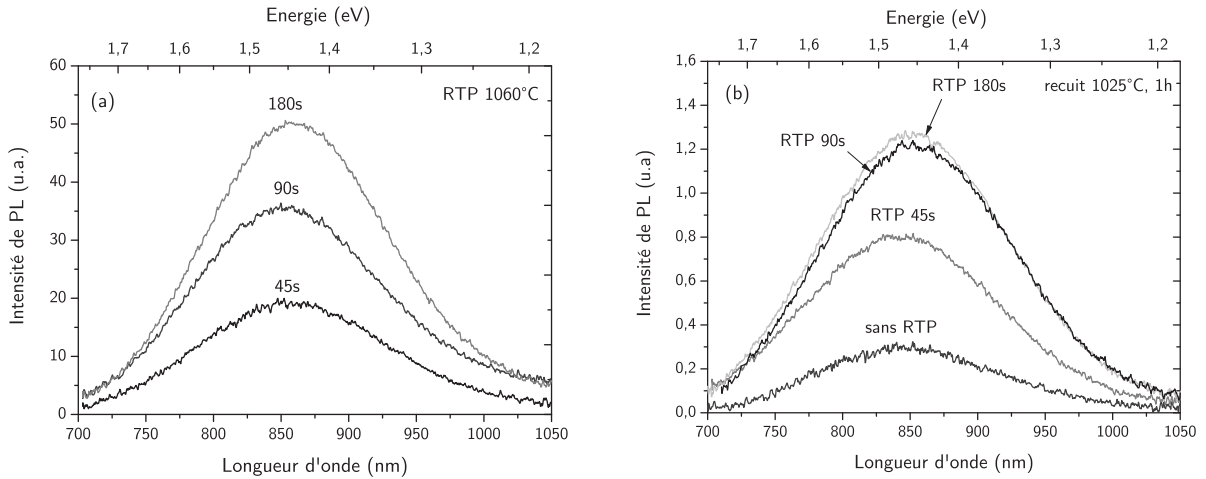 Energie (eV)
1,7 1,6 1,5 1,4 1,3 1,2
60
50
40
30
20
10
0
Intensité de PL (u.a.)
(a)
RTP 1060°C
180s
90s
45s
700 750 800 850 900 950 1000 1050
Longueur d'onde (nm)
Energie (eV)
1,7 1,6 1,5 1,4 1,3 1,2
1,6
1,4
1,2
1,0
0,8
0,6
0,4
0,2
0,0
Intensité de PL (u.a)
(b)
RTP 180s
recuit 1025°C, 1h
RTP 90s
RTP 45s
sans RTP
700 750 800 850 900 950 1000 1050
Longueur d'onde (nm)